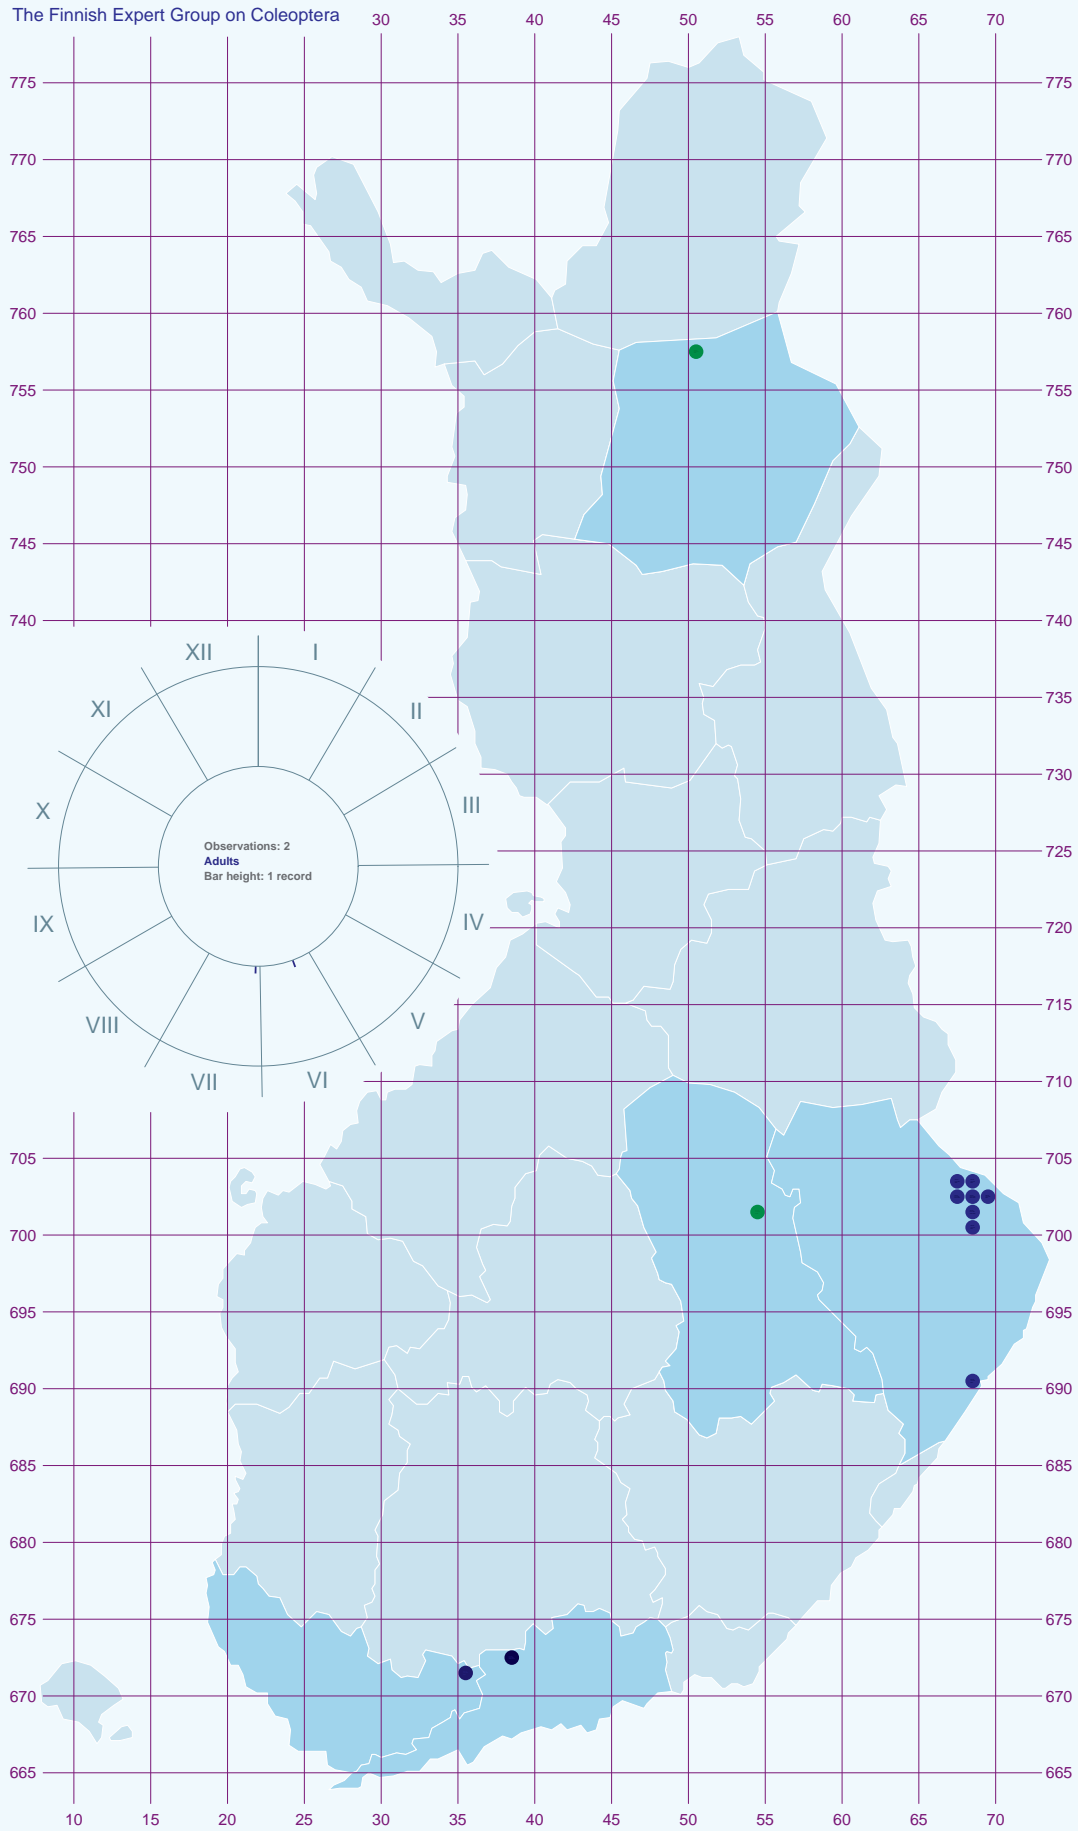 The Finnish Expert Group on Coleoptera
30 35 40 45 50 55 60 65 70
775 775
770 770
765 765
760 760
755 755
750 750
745 745
740 740
XII I
735
XI II
730
X III
Observations: 2
Adults
Bar height: 1 record
725
IX IV
720
VIII V
715
VII VI
710
705 705
700 700
695 695
690 690
685 685
680 680
675 675
670 670
665 665
10 15 20 25 30 35 40 45 50 55 60 65 70